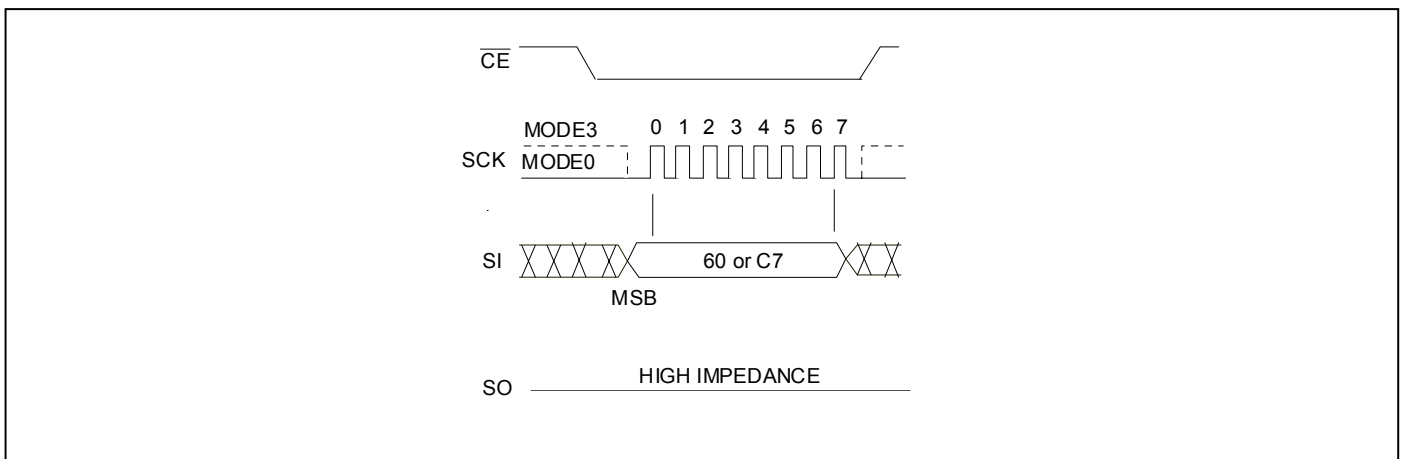 CE
MODE3 0 1 2 3 4 5 6 7
SCK MODE0
SI 60 or C7
MSB
SO HIGH IMPEDANCE